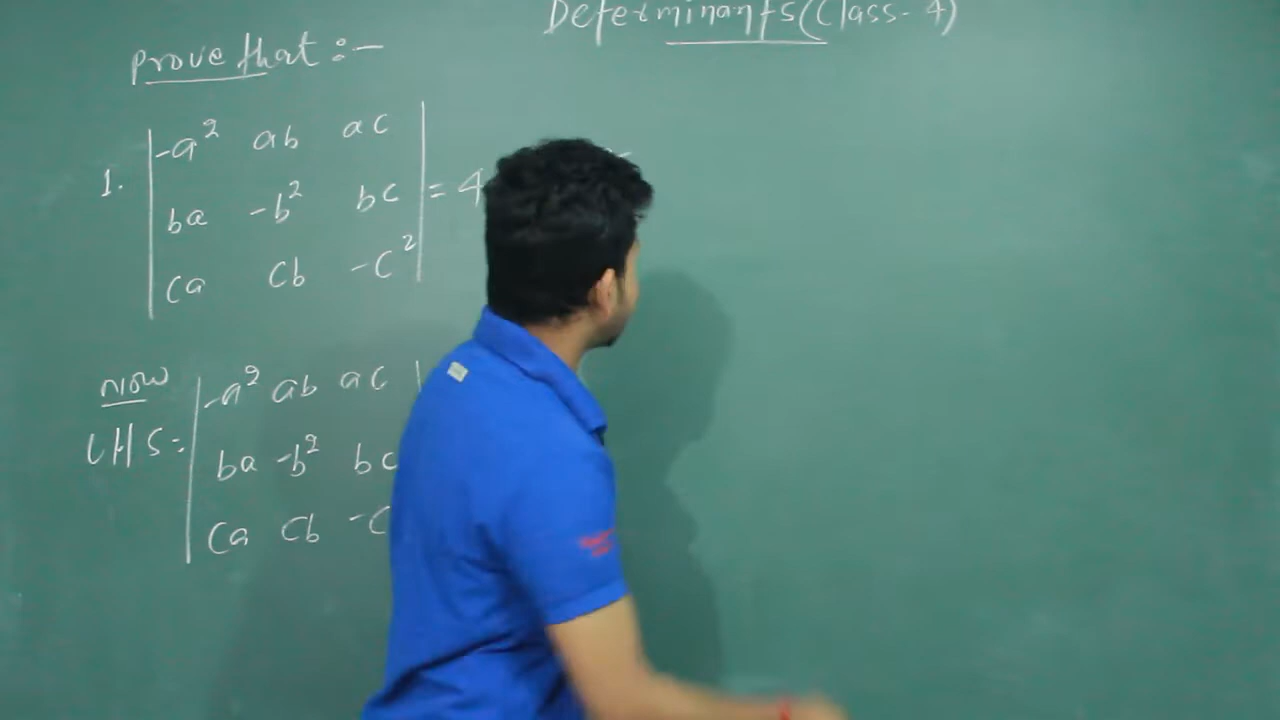 Determinants (Class-4)
Prove that :-
1. | -a² ab ac |
| ba -b² bc | = 4
| ca cb -c² |
now
LHS = | -a² ab ac |
| ba -b² bc
| ca cb -c